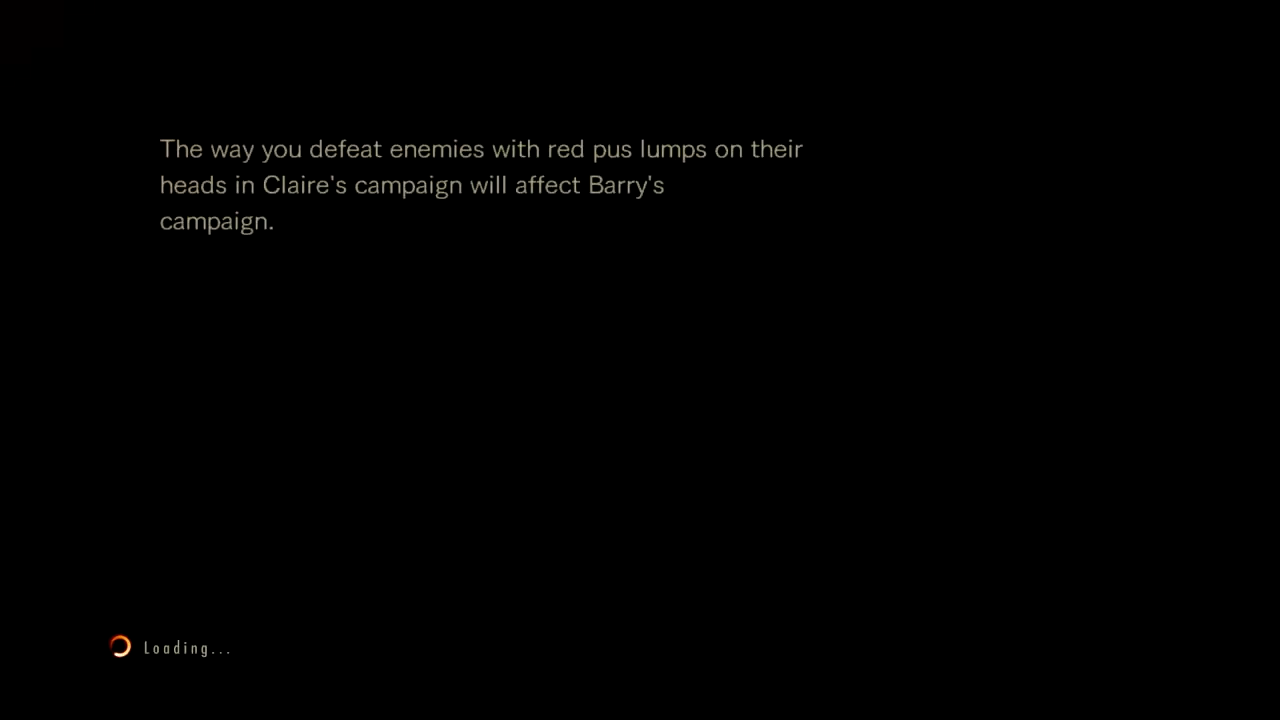 The way you defeat enemies with red pus lumps on their
heads in Claire's campaign will affect Barry's
campaign.
Loading...